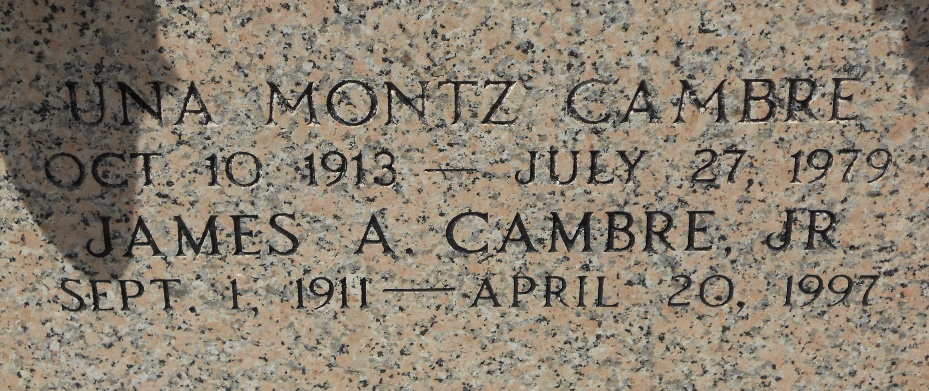 UNA MONTZ CAMBRE
OCT. 10 1913 — JULY 27, 1979
JAMES A. CAMBRE, JR
SEPT 1, 1911 — APRIL 20, 1997